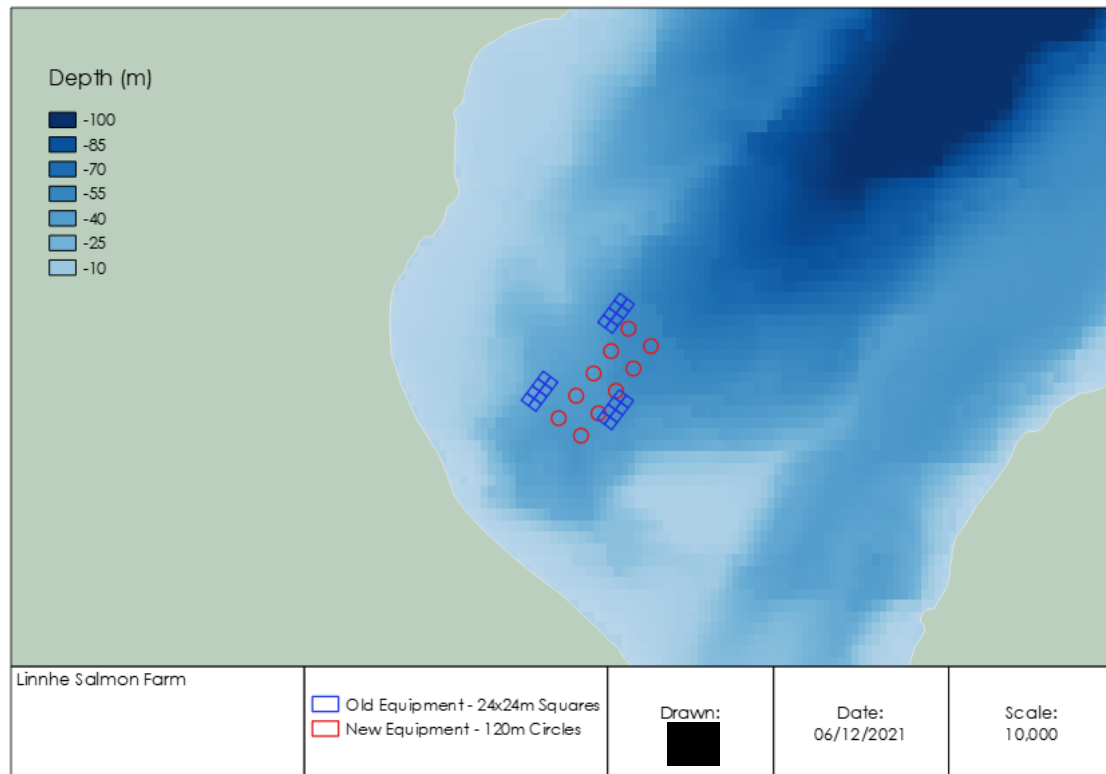 Depth (m)
-100
-85
-70
-55
-40
-25
-10
Linnhe Salmon Farm
Old Equipment - 24x24m Squares
New Equipment - 120m Circles
Drawn:
Date:
06/12/2021
Scale:
10,000